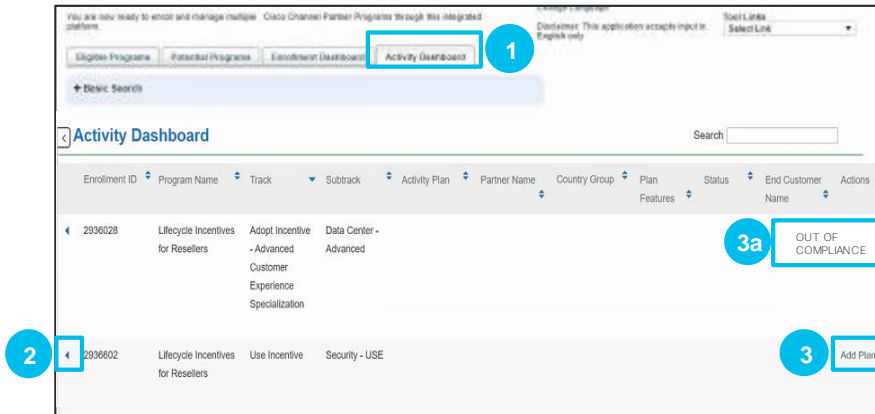 You are now ready to enroll and manage multiple Cisco Channel Partner Programs through this integrated
platform.
Change Language
Disclaimer: This application accepts input in
English only
Tool Links
Select Link
1
Eligible Programs
Potential Programs
Enrollment Dashboard
Activity Dashboard
+ Basic Search
Activity Dashboard
Search
Enrollment ID
Program Name
Track
Subtrack
Activity Plan
Partner Name
Country Group
Plan
Features
Status
End Customer
Name
Actions
2936028
Lifecycle Incentives
for Resellers
Adopt Incentive
- Advanced
Customer
Experience
Specialization
Data Center -
Advanced
3a
OUT OF
COMPLIANCE
2
2936602
Lifecycle Incentives
for Resellers
Use Incentive
Security - USE
3
Add Plan